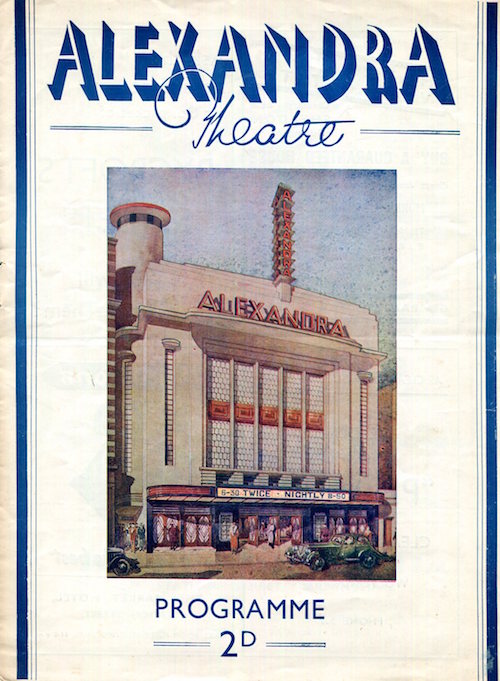 ALEXANDRA
Theatre
ALEXANDRA
ALEXANDRA
6-30 TWICE - NIGHTLY 8-50
PROGRAMME
2D